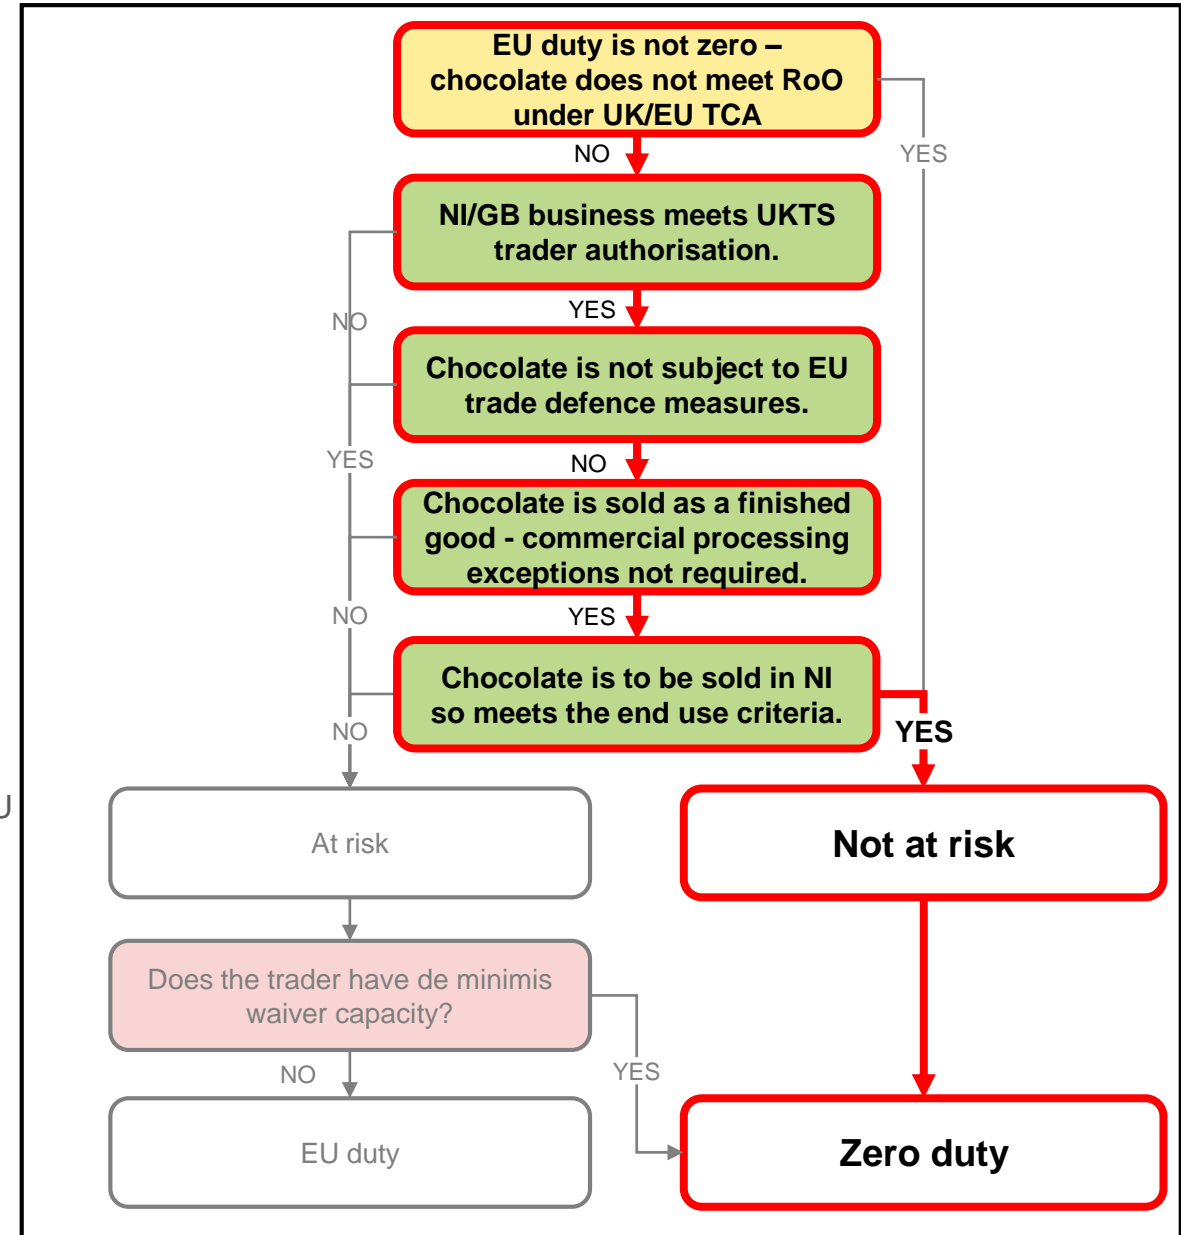 EU duty is not zero –
chocolate does not meet RoO
under UK/EU TCA
NO
YES
NI/GB business meets UKTS
trader authorisation.
NO
YES
Chocolate is not subject to EU
trade defence measures.
YES
NO
Chocolate is sold as a finished
good - commercial processing
exceptions not required.
NO
YES
Chocolate is to be sold in NI
so meets the end use criteria.
NO
YES
U
At risk
Not at risk
Does the trader have de minimis
waiver capacity?
NO
YES
EU duty
Zero duty